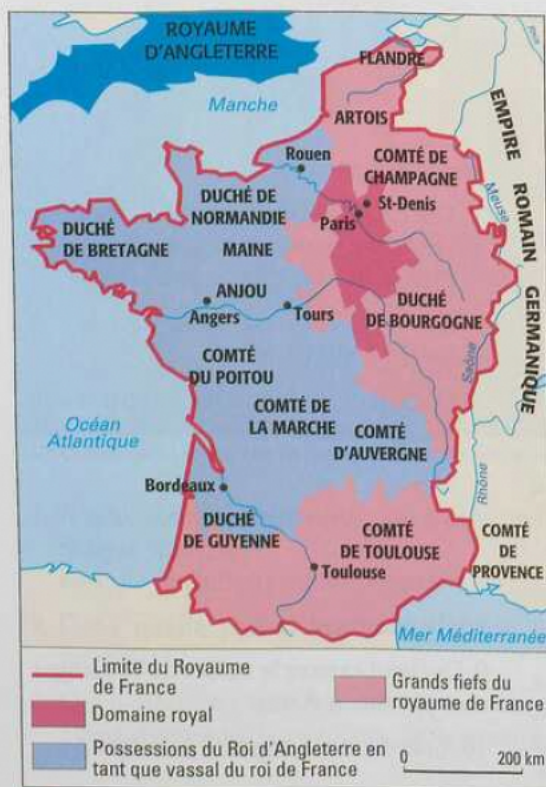 ROYAUME
D'ANGLETERRE
FLANDRE
Manche
ARTOIS
EMPIRE
ROMAIN
GERMANIQUE
Rouen
COMTÉ DE
CHAMPAGNE
Meuse
DUCHÉ DE
NORMANDIE
St-Denis
Paris
DUCHÉ
DE BRETAGNE
MAINE
ANJOU
Angers
Tours
DUCHÉ
DE BOURGOGNE
Saône
COMTÉ
DU POITOU
COMTÉ DE
LA MARCHE
Océan
Atlantique
COMTÉ
D'AUVERGNE
Bordeaux
Rhône
DUCHÉ
DE GUYENNE
COMTÉ
DE TOULOUSE
Toulouse
COMTÉ
DE
PROVENCE
Mer Méditerranée
Limite du Royaume
de France
Domaine royal
Possessions du Roi d'Angleterre en
tant que vassal du roi de France
Grands fiefs du
royaume de France
0 200 km